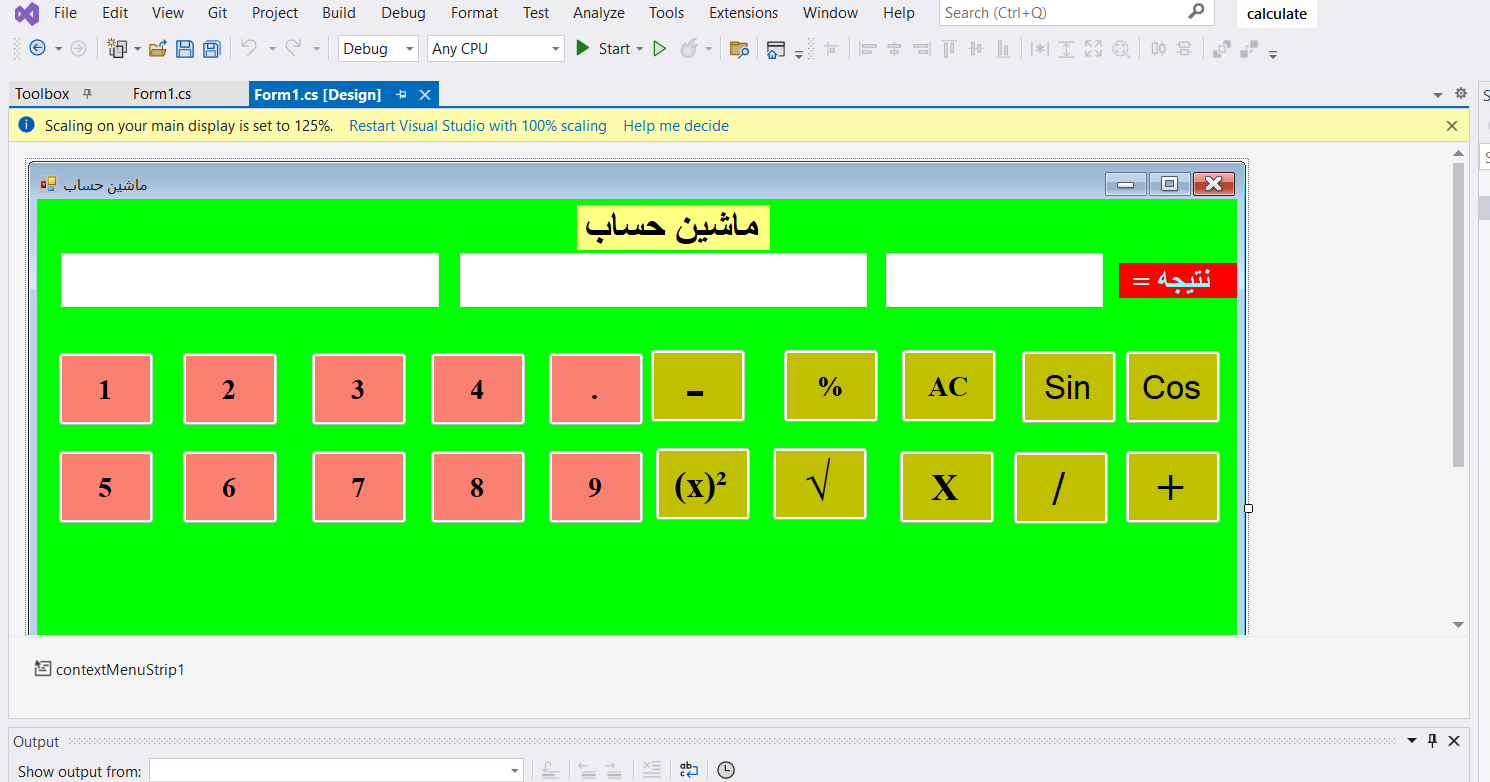 File Edit View Git Project Build Debug Format Test Analyze Tools Extensions Window Help Search (Ctrl+Q) calculate
Debug Any CPU Start
Toolbox Form1.cs Form1.cs [Design]
Scaling on your main display is set to 125%. Restart Visual Studio with 100% scaling Help me decide
ماشین حساب
ماشین حساب
نتیجه =
1 2 3 4 . - % AC Sin Cos
5 6 7 8 9 (x)² √ X / +
contextMenuStrip1
Output
Show output from: